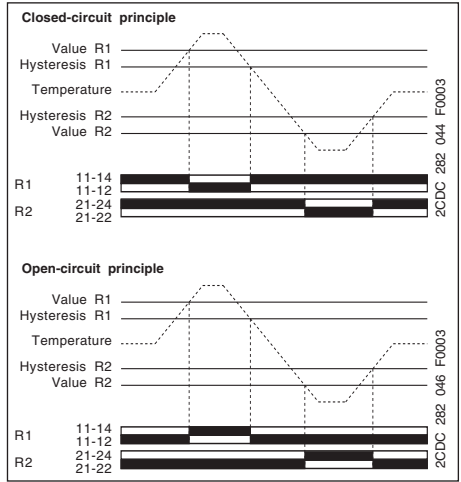 Closed-circuit principle
Value R1
Hysteresis R1
Temperature
Hysteresis R2
Value R2
R1
11-14
11-12
R2
21-24
21-22
2CDC 282 044 F0003
Open-circuit principle
Value R1
Hysteresis R1
Temperature
Hysteresis R2
Value R2
R1
11-14
11-12
R2
21-24
21-22
2CDC 282 046 F0003